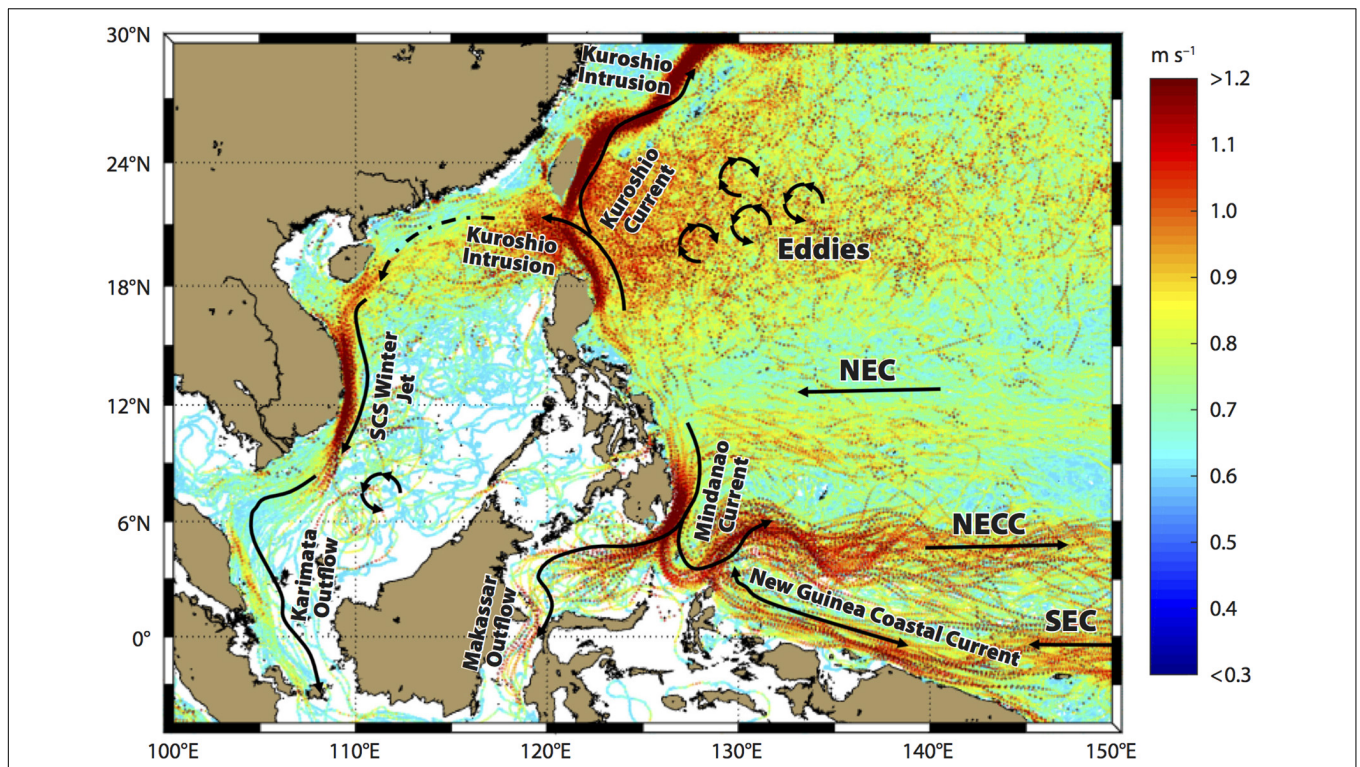 30°N
24°N
18°N
12°N
6°N
0°
100°E
110°E
120°E
130°E
140°E
150°E
Kuroshio
Intrusion
Kuroshio
Current
Kuroshio
Intrusion
Eddies
SCS Winter
Jet
NEC
Mindanao
Current
NECC
Karimata
Outflow
Makassar
Outflow
New Guinea Coastal Current
SEC
m s⁻¹
>1.2
1.0
0.9
0.8
0.7
0.6
0.5
0.4
<0.3